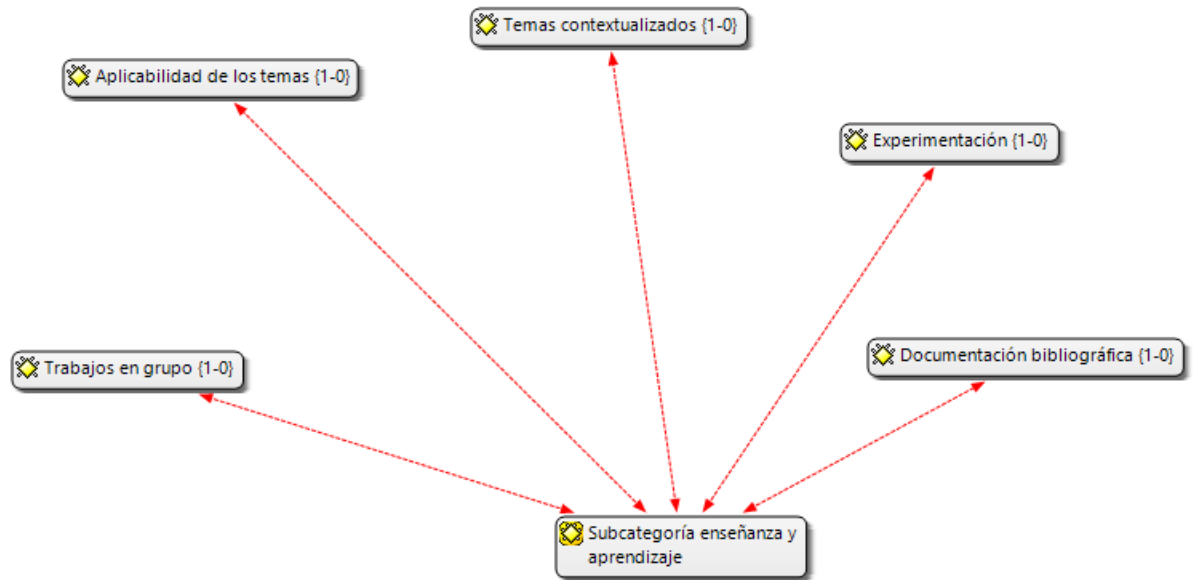 Temas contextualizados {1-0}
Aplicabilidad de los temas {1-0}
Experimentación {1-0}
Documentación bibliográfica {1-0}
Trabajos en grupo {1-0}
Subcategoría enseñanza y
aprendizaje